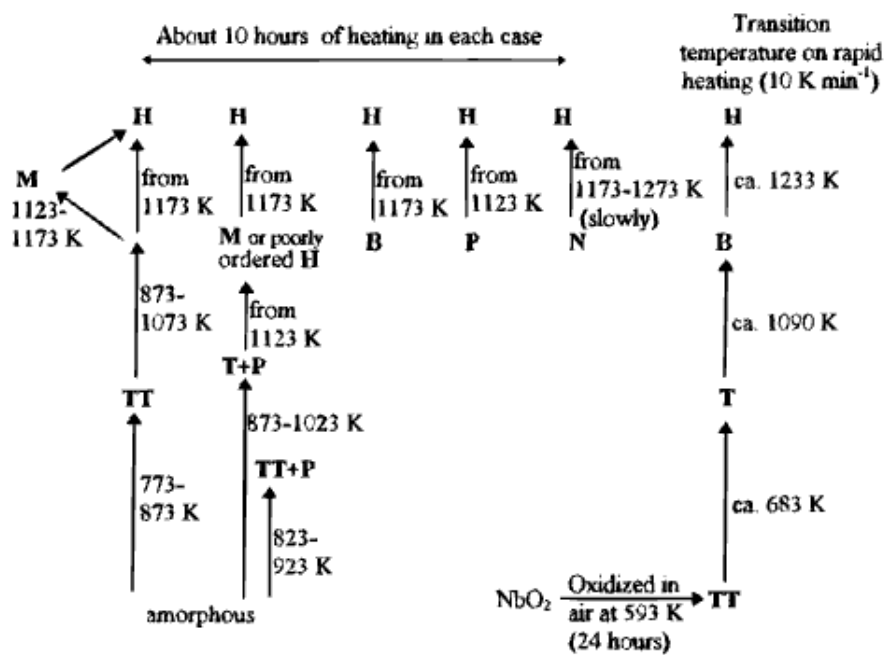 About 10 hours of heating in each case
Transition
temperature on rapid
heating (10 K min⁻¹)
H H H H H H
M
1123-
1173 K
from
1173 K
from
1173 K
from
1173 K
from
1123 K
from
1173-1273 K
(slowly)
ca. 1233 K
M or poorly
ordered H
B P N B
873-
1073 K
from
1123 K
ca. 1090 K
T+P
TT
T
873-1023 K
TT+P
773-
873 K
823-
923 K
ca. 683 K
amorphous
NbO₂ Oxidized in
air at 593 K
(24 hours)
TT